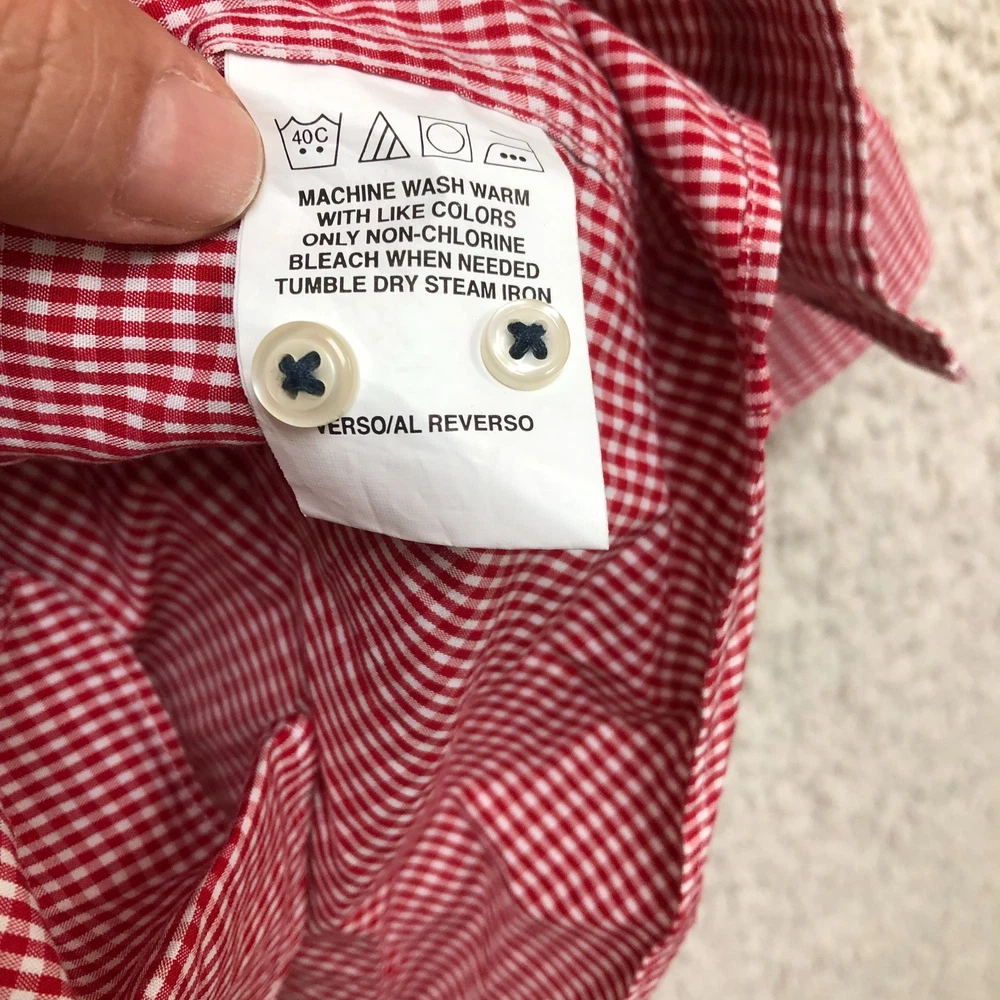 40C
MACHINE WASH WARM
WITH LIKE COLORS
ONLY NON-CHLORINE
BLEACH WHEN NEEDED
TUMBLE DRY STEAM IRON
VERSO/AL REVERSO